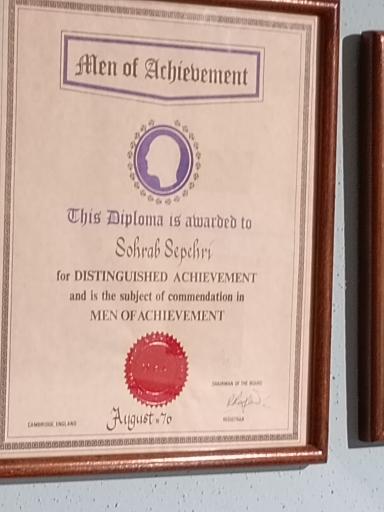 Men of Achievement
This Diploma is awarded to
Sohrab Sepehri
for DISTINGUISHED ACHIEVEMENT
and is the subject of commendation in
MEN OF ACHIEVEMENT
CHAIRMAN OF THE BOARD
REGISTRAR
CAMBRIDGE, ENGLAND
August 76